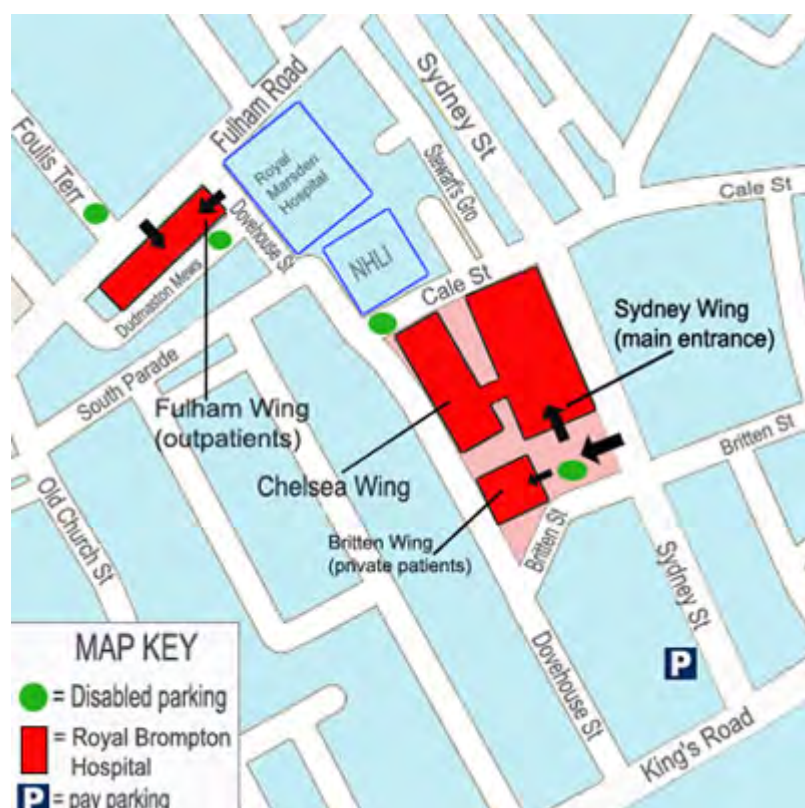 Fulham Road
Sydney St
Foulis Terr
Royal
Marsden
Hospital
Stewart's Gro
Cale St
Dovehouse St
NHLI
Cale St
Dudmaston Mews
Sydney Wing
(main entrance)
South Parade
Fulham Wing
(outpatients)
Chelsea Wing
Britten St
Old Church St
Britten Wing
(private patients)
Britten St
Sydney St
Dovehouse St
P
King's Road
MAP KEY
= Disabled parking
= Royal Brompton
Hospital
P = pay parking